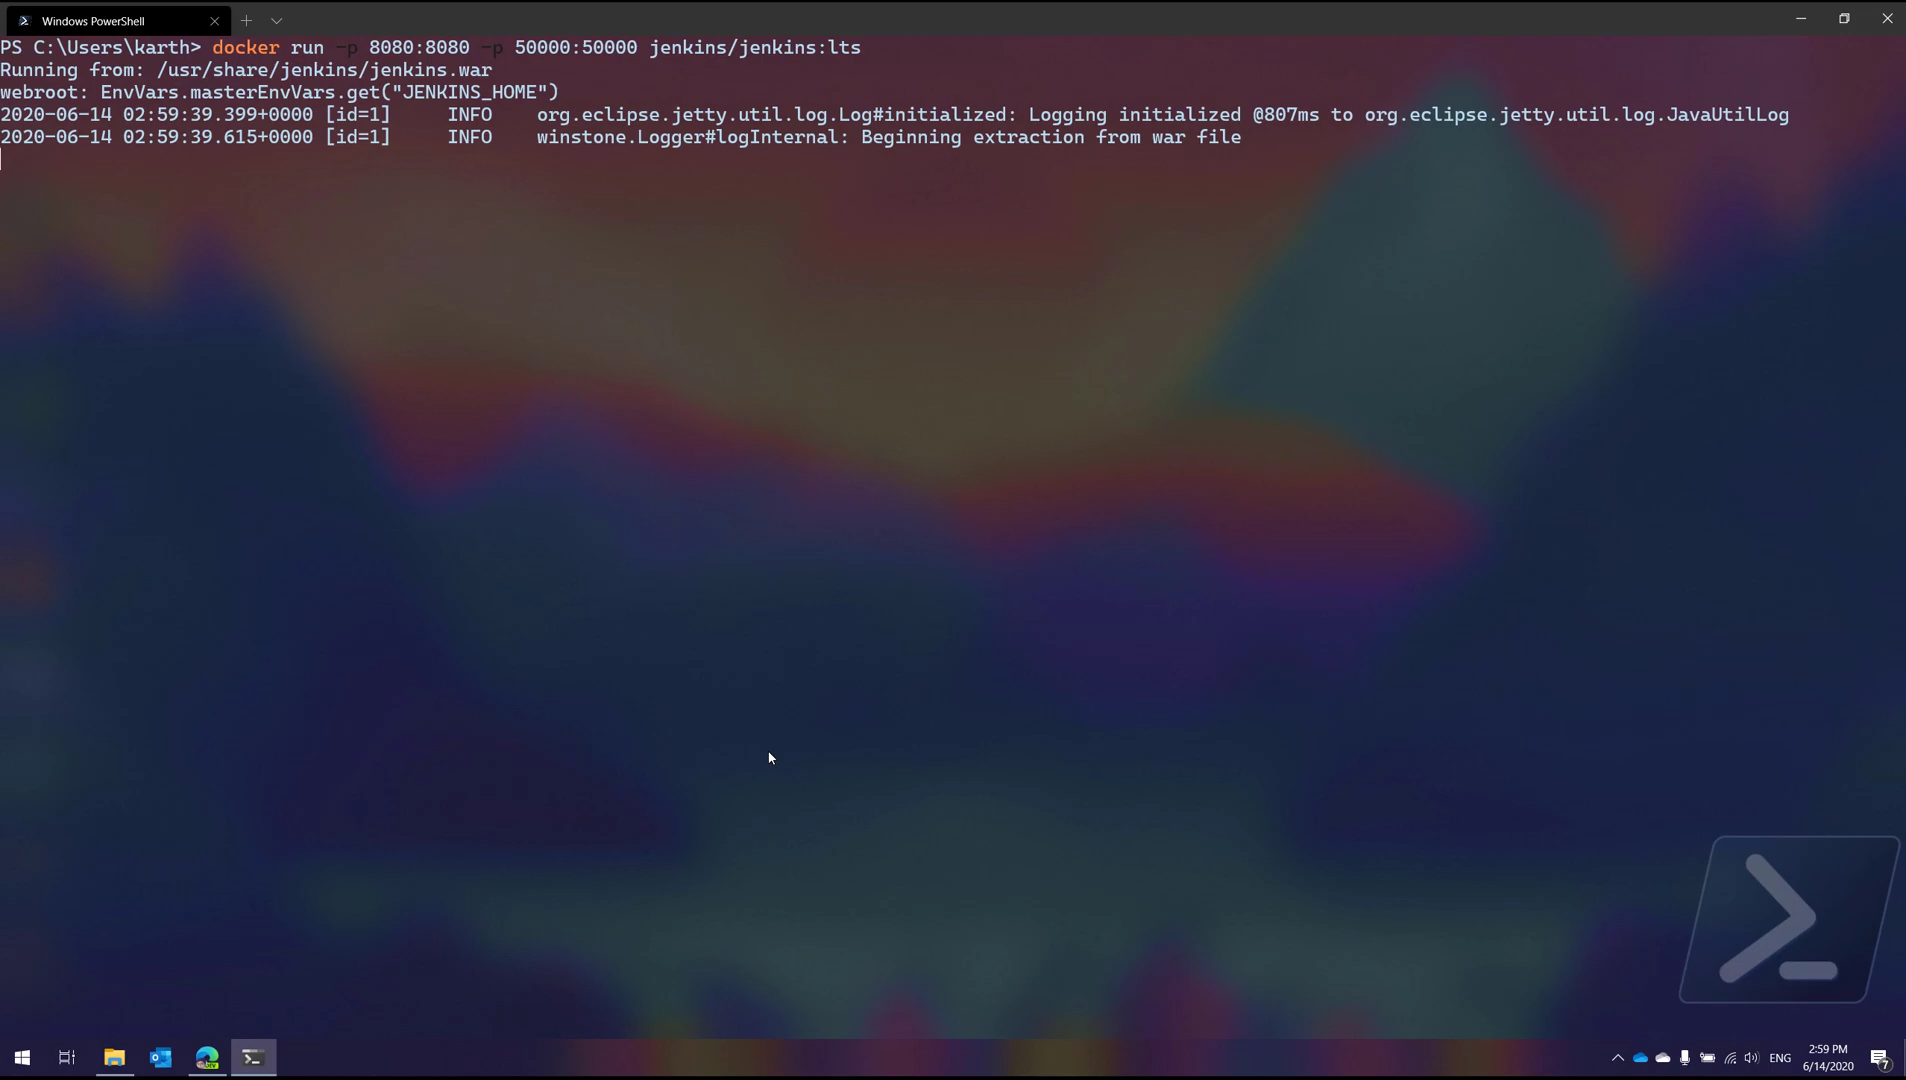 Windows PowerShell
PS C:\Users\karth> docker run -p 8080:8080 -p 50000:50000 jenkins/jenkins:lts
Running from: /usr/share/jenkins/jenkins.war
webroot: EnvVars.masterEnvVars.get("JENKINS_HOME")
2020-06-14 02:59:39.399+0000 [id=1]     INFO    org.eclipse.jetty.util.log.Log#initialized: Logging initialized @807ms to org.eclipse.jetty.util.log.JavaUtilLog
2020-06-14 02:59:39.615+0000 [id=1]     INFO    winstone.Logger#logInternal: Beginning extraction from war file
ENG
2:59 PM
6/14/2020
7
DEV